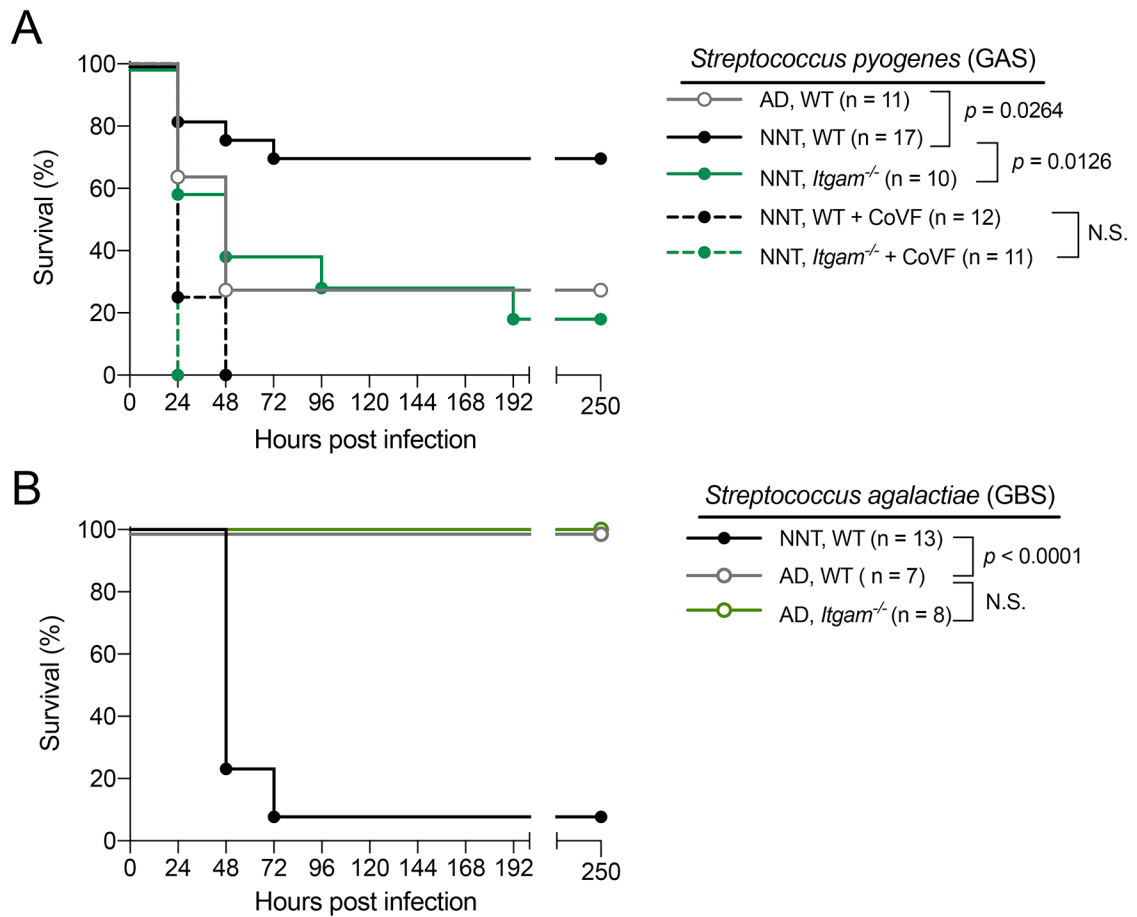 A
Streptococcus pyogenes (GAS)
AD, WT (n = 11)
NNT, WT (n = 17)
NNT, Itgam-/- (n = 10)
NNT, WT + CoVF (n = 12)
NNT, Itgam-/- + CoVF (n = 11)
p = 0.0264
p = 0.0126
N.S.
Survival (%)
100
80
60
40
20
0
0 24 48 72 96 120 144 168 192 250
Hours post infection
B
Streptococcus agalactiae (GBS)
NNT, WT (n = 13)
AD, WT ( n = 7)
AD, Itgam-/- (n = 8)
p < 0.0001
N.S.
Survival (%)
100
80
60
40
20
0
0 24 48 72 96 120 144 168 192 250
Hours post infection